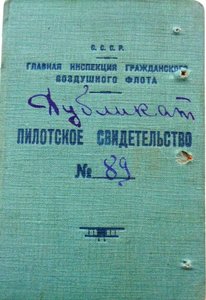 С. С. С. Р.
ГЛАВНАЯ ИНСПЕКЦИЯ ГРАЖДАНСКОГО
ВОЗДУШНОГО ФЛОТА
Дубликат
ПИЛОТСКОЕ СВИДЕТЕЛЬСТВО
№ 89